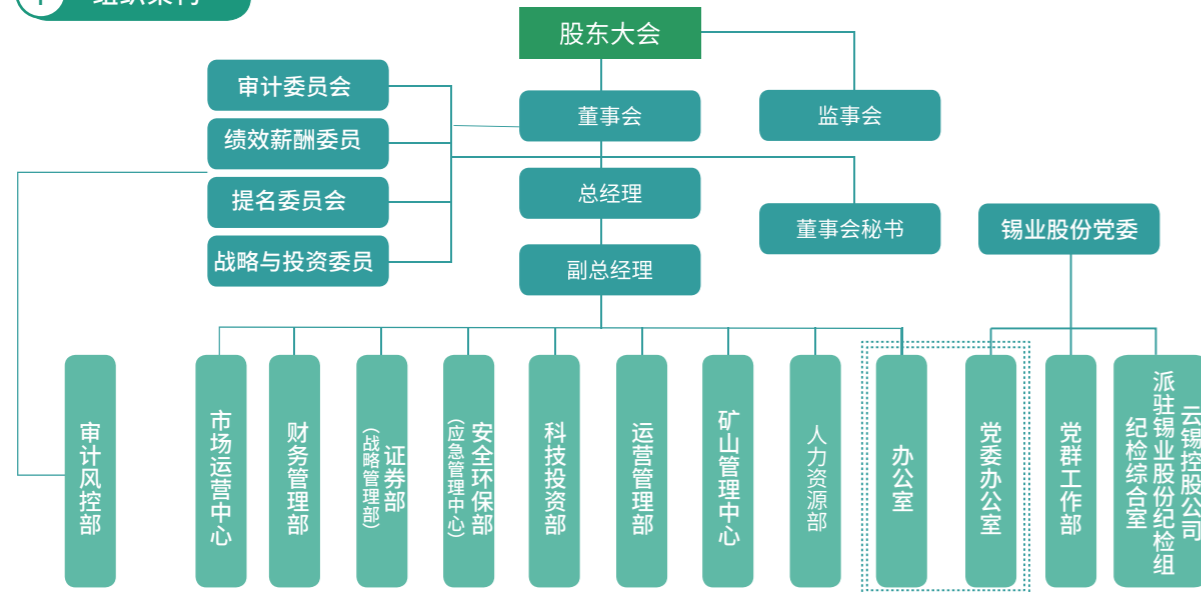 组织架构
股东大会
审计委员会
董事会
监事会
绩效薪酬委员
总经理
提名委员会
董事会秘书
锡业股份党委
战略与投资委员
副总经理
审计风控部
市场运营中心
财务管理部
证券部
（战略管理部）
安全环保部
（应急管理中心）
科技投资部
运营管理部
矿山管理中心
人力资源部
办公室
党委办公室
党群工作部
云锡控股公司
派驻锡业股份纪检组
纪检综合室